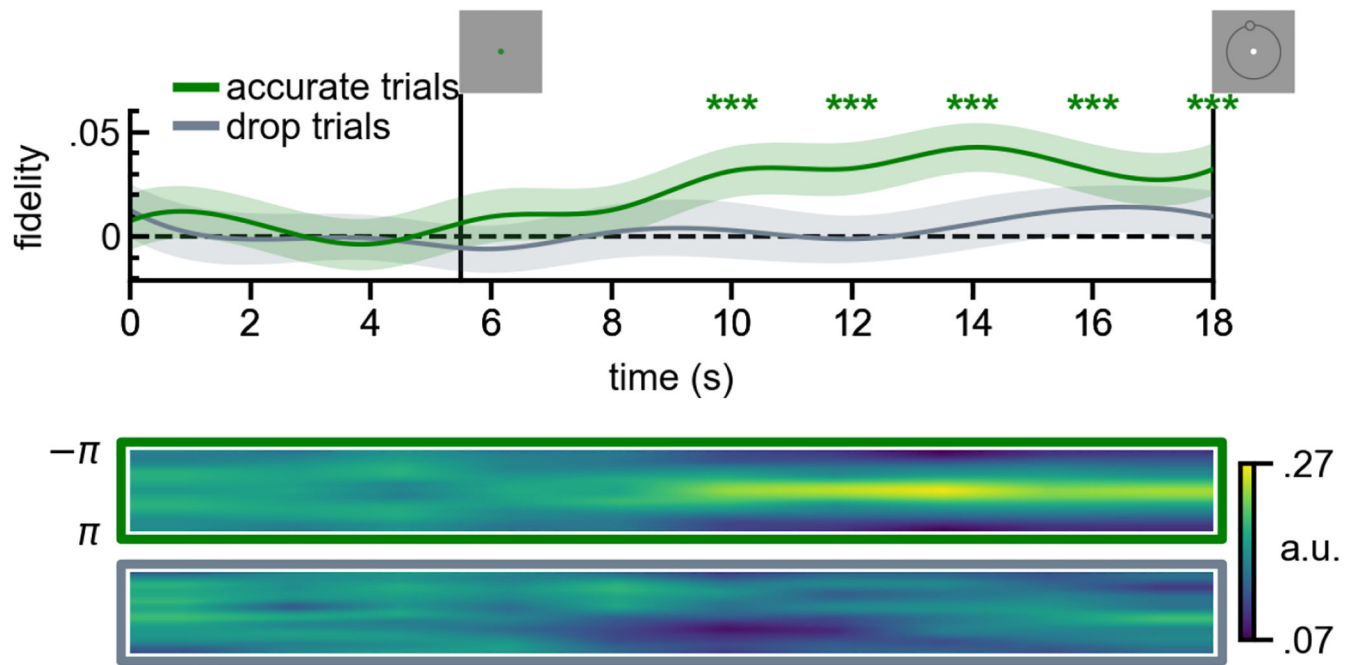 accurate trials
drop trials
*** *** *** *** ***
.05
0
fidelity
0 2 4 6 8 10 12 14 16 18
time (s)
−π
π
.27
a.u.
.07